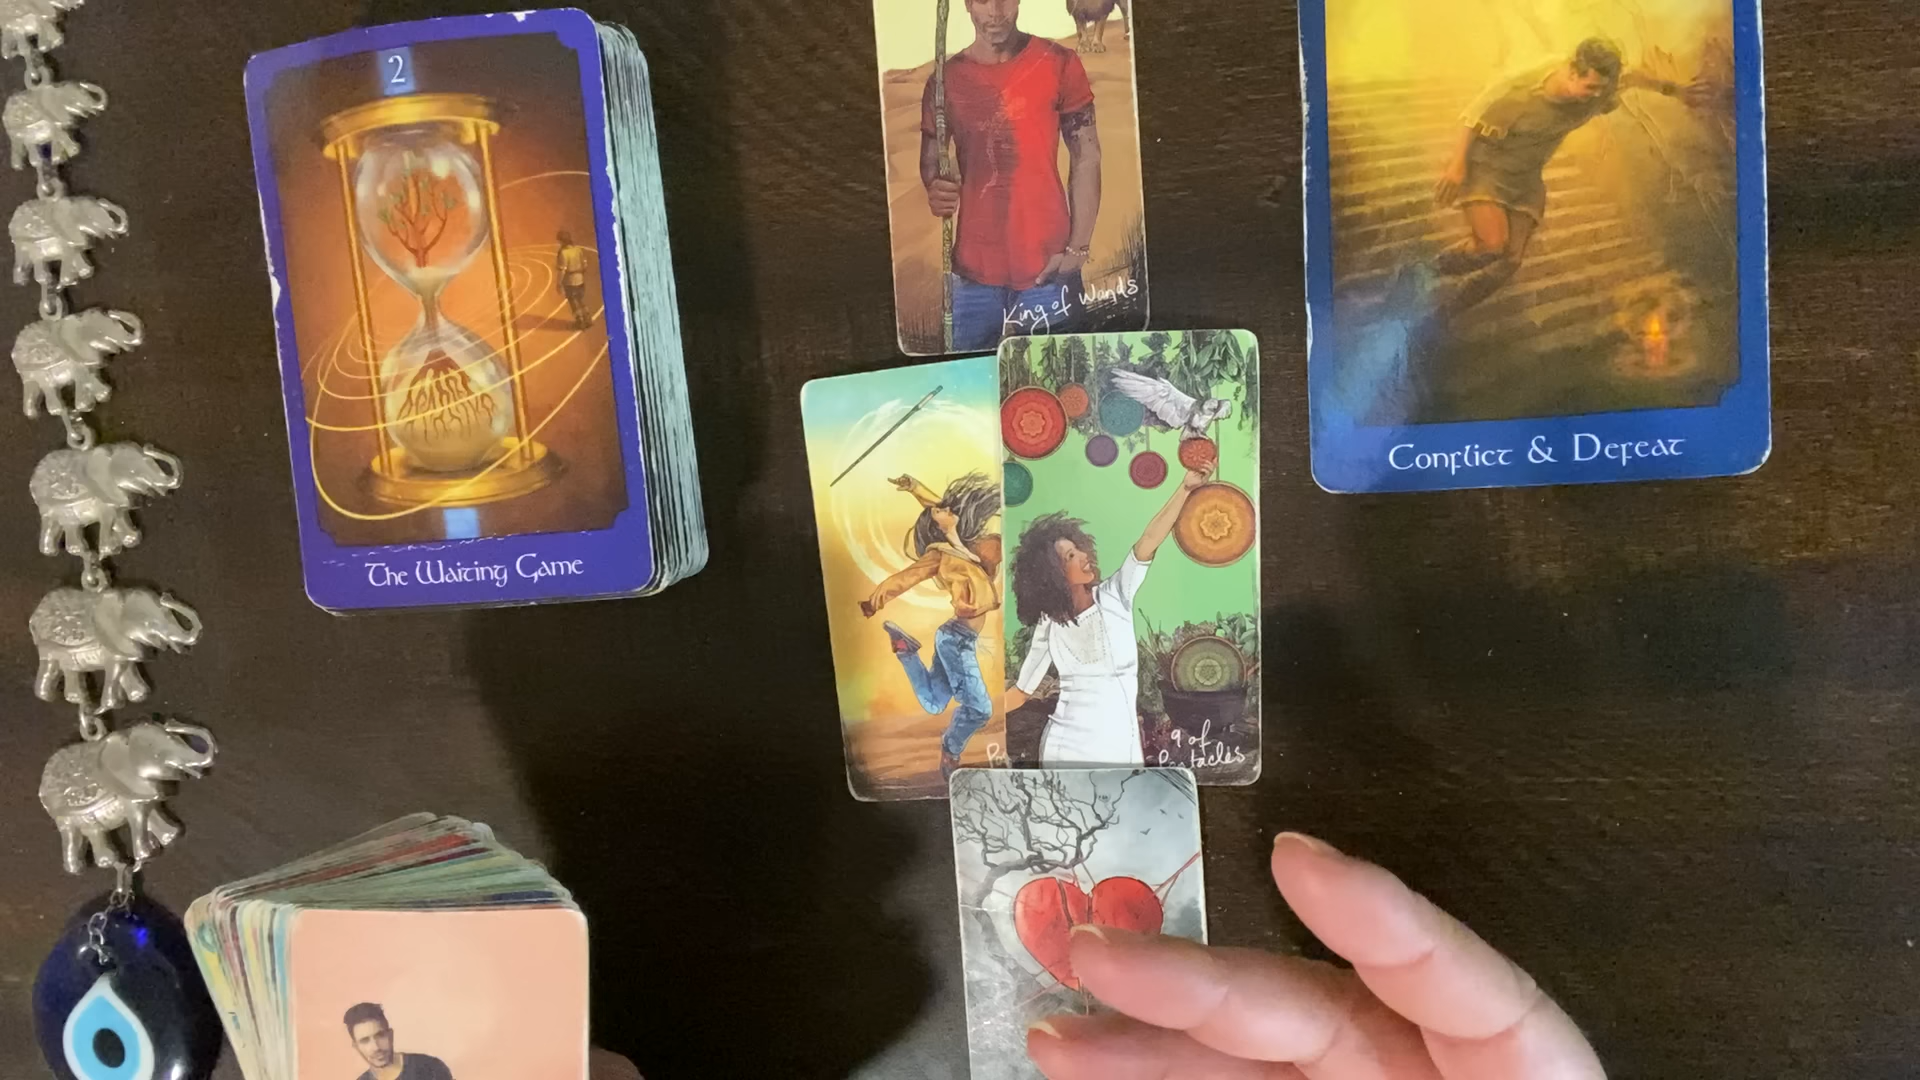 2
The Waiting Game
King of Wands
Conflict & Defeat
9 of
Pentacles